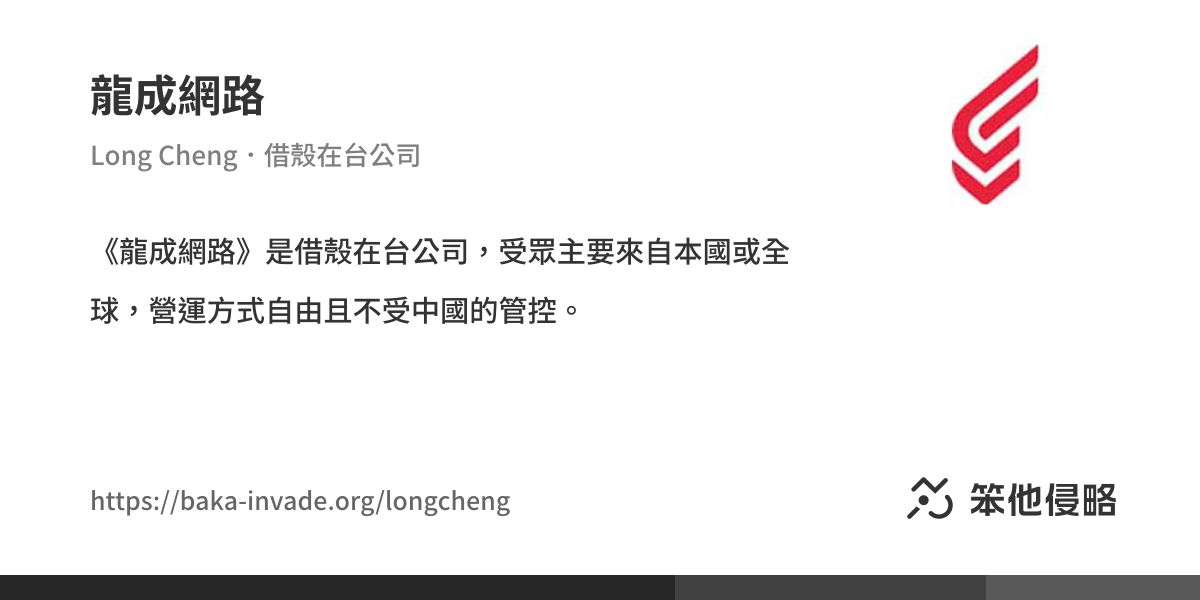 龍成網路
Long Cheng・借殼在台公司
《龍成網路》是借殼在台公司，受眾主要來自本國或全
球，營運方式自由且不受中國的管控。
https://baka-invade.org/longcheng
笨他侵略